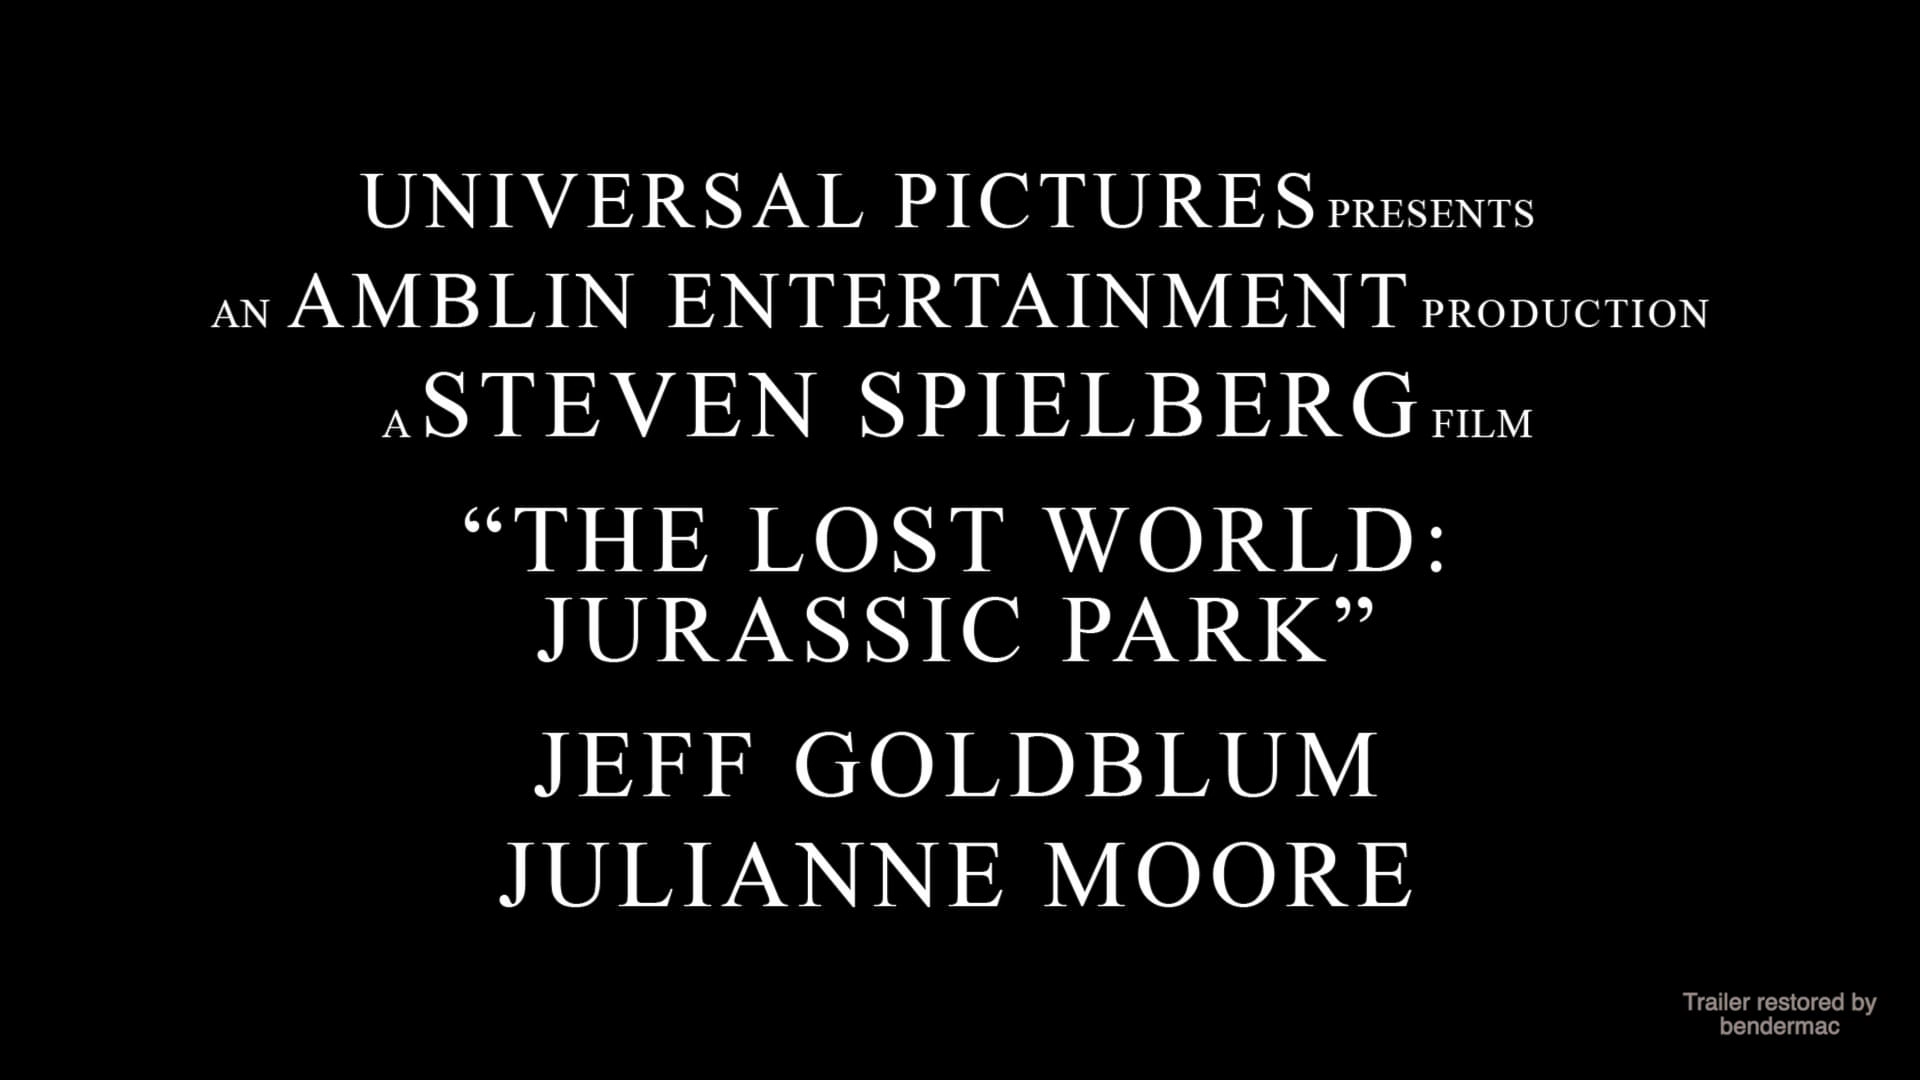 UNIVERSAL PICTURES PRESENTS
AN AMBLIN ENTERTAINMENT PRODUCTION
A STEVEN SPIELBERG FILM
“THE LOST WORLD:
JURASSIC PARK”
JEFF GOLDBLUM
JULIANNE MOORE
Trailer restored by
bendermac